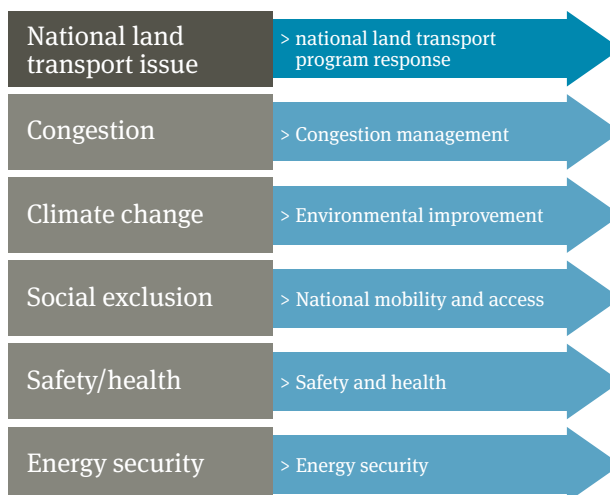 National land
transport issue
> national land transport
program response
Congestion
> Congestion management
Climate change
> Environmental improvement
Social exclusion
> National mobility and access
Safety/health
> Safety and health
Energy security
> Energy security